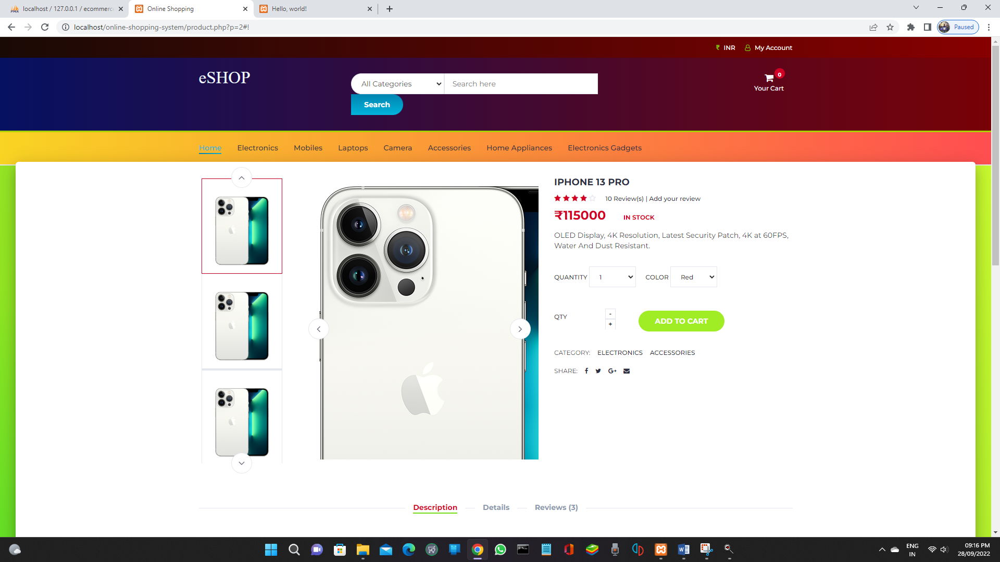 localhost / 127.0.0.1 / ecommerc
Online Shopping
Hello, world!
localhost/online-shopping-system/product.php?p=2#!
Paused
₹ INR
My Account
eSHOP
All Categories
Search here
Search
0
Your Cart
Home
Electronics
Mobiles
Laptops
Camera
Accessories
Home Appliances
Electronics Gadgets
IPHONE 13 PRO
10 Review(s) | Add your review
₹115000
IN STOCK
OLED Display, 4K Resolution, Latest Security Patch, 4K at 60FPS,
Water And Dust Resistant.
QUANTITY 1
COLOR Red
QTY
-
+
ADD TO CART
CATEGORY: ELECTRONICS ACCESSORIES
SHARE:
Description
Details
Reviews (3)
ENG
IN
09:16 PM
28/09/2022